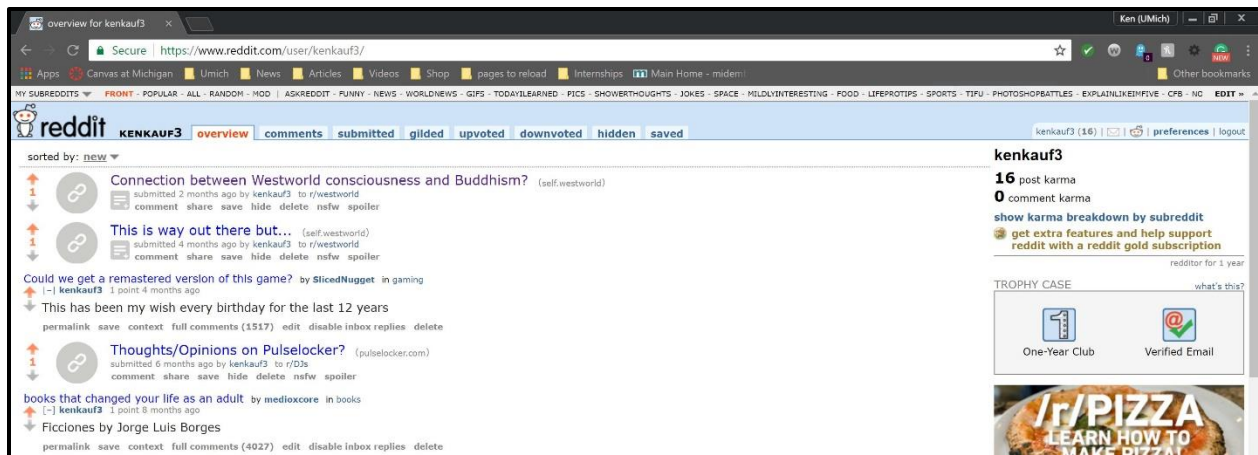 overview for kenkauf3
Ken (UMich)
Secure | https://www.reddit.com/user/kenkauf3/
Apps Canvas at Michigan Umich News Articles Videos Shop pages to reload Internships Main Home - midem Other bookmarks
MY SUBREDDITS FRONT - POPULAR - ALL - RANDOM - MOD | ASKREDDIT - FUNNY - NEWS - WORLDNEWS - GIFS - TODAYILEARNED - PICS - SHOWERTHOUGHTS - JOKES - SPACE - MILDLYINTERESTING - FOOD - LIFEPROTIPS - SPORTS - TIFU - PHOTOSHOPBATTLES - EXPLAINLIKEIMFIVE - CFB - NO EDIT »
reddit KENKAUF3 overview comments submitted gilded upvoted downvoted hidden saved
kenkauf3 (16) | preferences | logout
sorted by: new
1
Connection between Westworld consciousness and Buddhism? (self.westworld)
submitted 2 months ago by kenkauf3 to r/westworld
comment share save hide delete nsfw spoiler
1
This is way out there but... (self.westworld)
submitted 4 months ago by kenkauf3 to r/westworld
comment share save hide delete nsfw spoiler
Could we get a remastered version of this game? by SlicedNugget in gaming
[-] kenkauf3 1 point 4 months ago
This has been my wish every birthday for the last 12 years
permalink save context full comments (1517) edit disable inbox replies delete
1
Thoughts/Opinions on Pulselocker? (pulselocker.com)
submitted 6 months ago by kenkauf3 to r/DJs
comment share save hide delete nsfw spoiler
books that changed your life as an adult by medioxcore in books
[-] kenkauf3 1 point 8 months ago
Ficciones by Jorge Luis Borges
permalink save context full comments (4027) edit disable inbox replies delete
kenkauf3
16 post karma
0 comment karma
show karma breakdown by subreddit
get extra features and help support
reddit with a reddit gold subscription
redditor for 1 year
TROPHY CASE what's this?
One-Year Club Verified Email
/r/PIZZA
LEARN HOW TO
MAKE PIZZA!